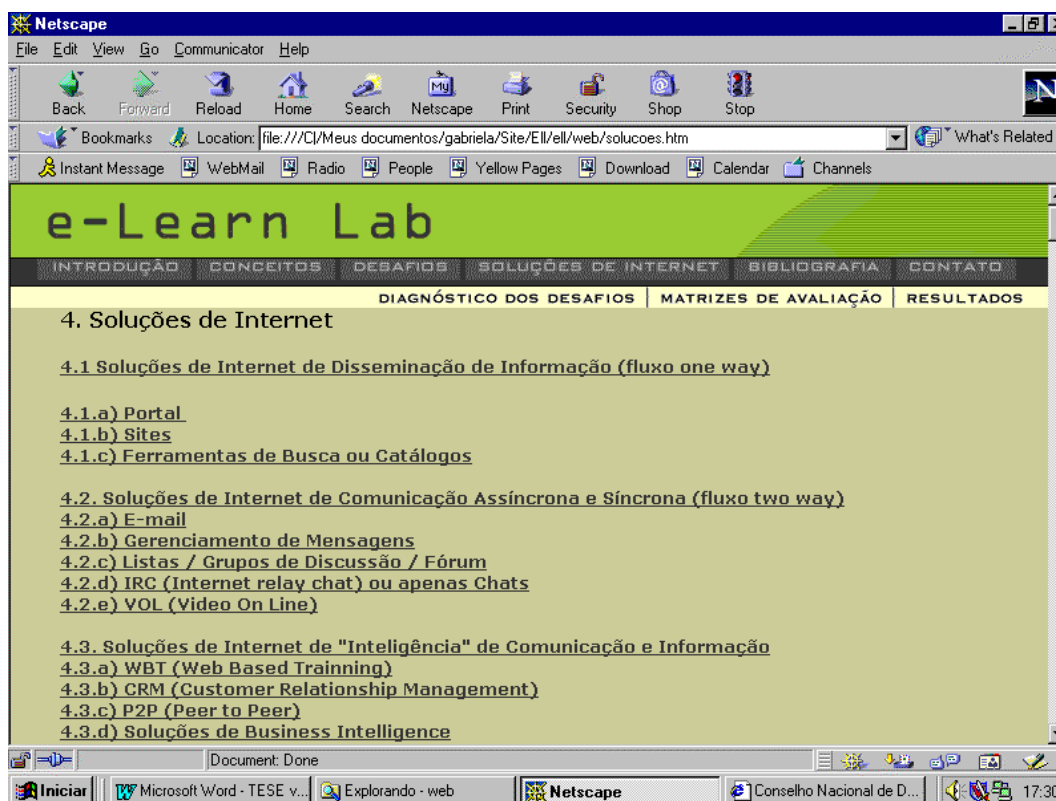 Netscape
File Edit View Go Communicator Help
My
Back Forward Reload Home Search Netscape Print Security Shop Stop
N
Bookmarks Location: file:///C|/Meus documentos/gabriela/Site/Ell/ell/web/solucoes.htm What's Related
Instant Message WebMail Radio People Yellow Pages Download Calendar Channels
e-Learn Lab
INTRODUÇÃO CONCEITOS DESAFIOS SOLUÇÕES DE INTERNET BIBLIOGRAFIA CONTATO
DIAGNÓSTICO DOS DESAFIOS MATRIZES DE AVALIAÇÃO RESULTADOS
4. Soluções de Internet
4.1 Soluções de Internet de Disseminação de Informação (fluxo one way)
4.1.a) Portal
4.1.b) Sites
4.1.c) Ferramentas de Busca ou Catálogos
4.2. Soluções de Internet de Comunicação Assíncrona e Síncrona (fluxo two way)
4.2.a) E-mail
4.2.b) Gerenciamento de Mensagens
4.2.c) Listas / Grupos de Discussão / Fórum
4.2.d) IRC (Internet relay chat) ou apenas Chats
4.2.e) VOL (Video On Line)
4.3. Soluções de Internet de "Inteligência" de Comunicação e Informação
4.3.a) WBT (Web Based Trainning)
4.3.b) CRM (Customer Relationship Management)
4.3.c) P2P (Peer to Peer)
4.3.d) Soluções de Business Intelligence
Document: Done
Iniciar Microsoft Word - TESE v... Explorando - web Netscape Conselho Nacional de D... 17:30